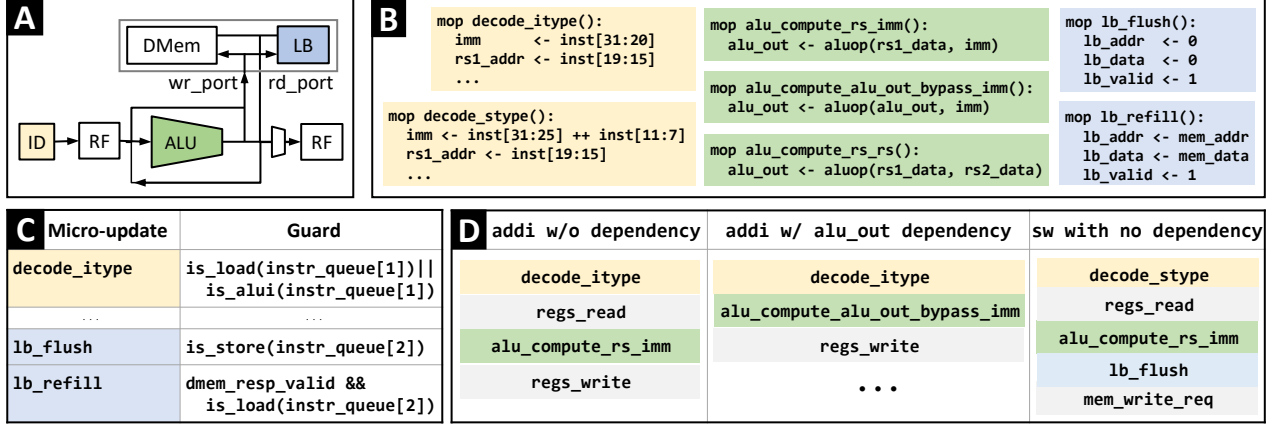 A
DMem
LB
wr_port
rd_port
ID
RF
ALU
RF
B
mop decode_itype():
imm <- inst[31:20]
rs1_addr <- inst[19:15]
...
mop decode_stype():
imm <- inst[31:25] ++ inst[11:7]
rs1_addr <- inst[19:15]
...
mop alu_compute_rs_imm():
alu_out <- aluop(rs1_data, imm)
mop alu_compute_alu_out_bypass_imm():
alu_out <- aluop(alu_out, imm)
mop alu_compute_rs_rs():
alu_out <- aluop(rs1_data, rs2_data)
mop lb_flush():
lb_addr <- 0
lb_data <- 0
lb_valid <- 1
mop lb_refill():
lb_addr <- mem_addr
lb_data <- mem_data
lb_valid <- 1
C
Micro-update
Guard
decode_itype
is_load(instr_queue[1])||
is_alui(instr_queue[1])
...
...
lb_flush
is_store(instr_queue[2])
lb_refill
dmem_resp_valid &&
is_load(instr_queue[2])
D
addi w/o dependency
decode_itype
regs_read
alu_compute_rs_imm
regs_write
addi w/ alu_out dependency
decode_itype
alu_compute_alu_out_bypass_imm
regs_write
...
sw with no dependency
decode_stype
regs_read
alu_compute_rs_imm
lb_flush
mem_write_req